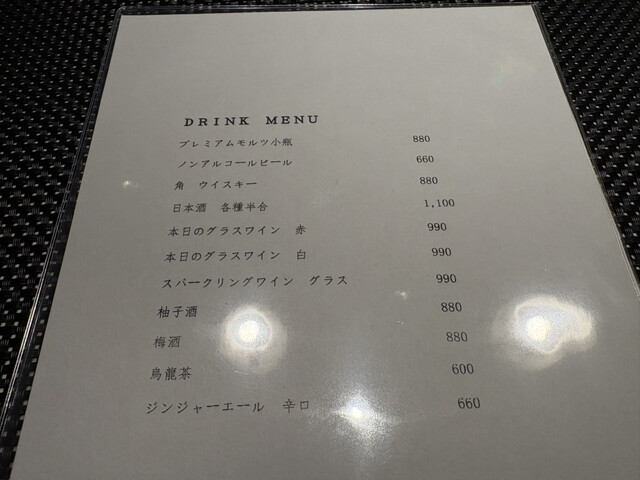 DRINK MENU
プレミアムモルツ小瓶 880
ノンアルコールビール 660
角 ウイスキー 880
日本酒 各種半合 1,100
本日のグラスワイン 赤 990
本日のグラスワイン 白 990
スパークリングワイン グラス 990
柚子酒 880
梅酒 880
烏龍茶 600
ジンジャーエール 辛口 660